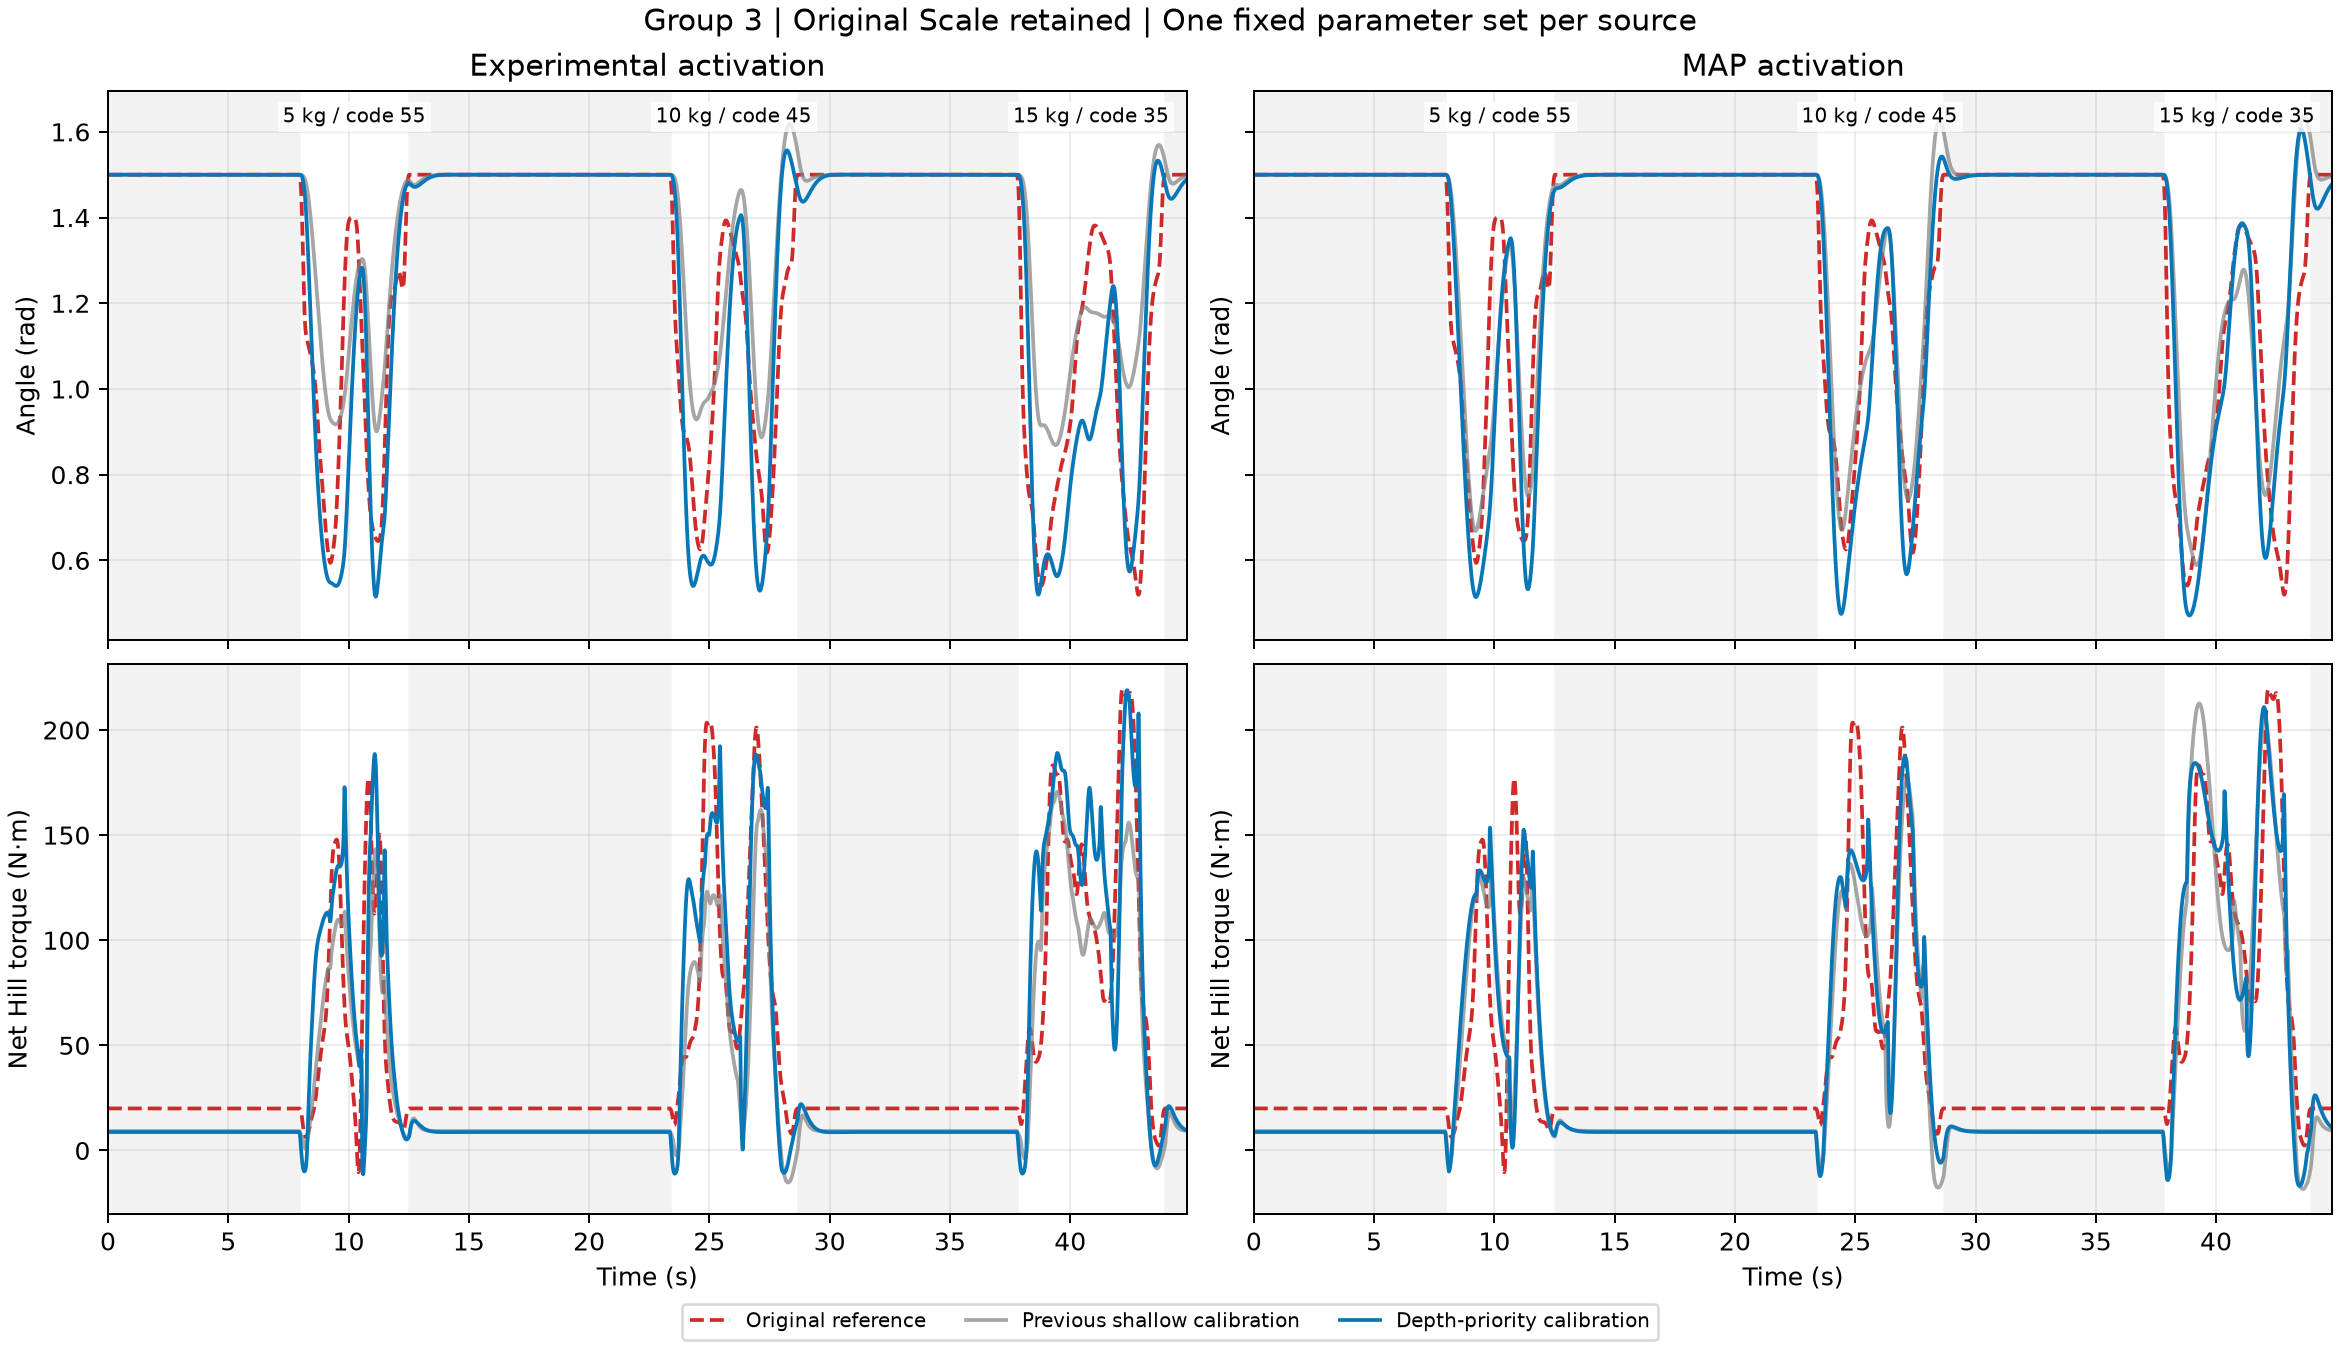 Group 3 | Original Scale retained | One fixed parameter set per source
Experimental activation
MAP activation
5 kg / code 55
10 kg / code 45
15 kg / code 35
5 kg / code 55
10 kg / code 45
15 kg / code 35
1.6
1.4
1.2
1.0
0.8
0.6
Angle (rad)
Angle (rad)
200
150
100
50
0
Net Hill torque (N·m)
Net Hill torque (N·m)
0 5 10 15 20 25 30 35 40
0 5 10 15 20 25 30 35 40
Time (s)
Time (s)
Original reference
Previous shallow calibration
Depth-priority calibration